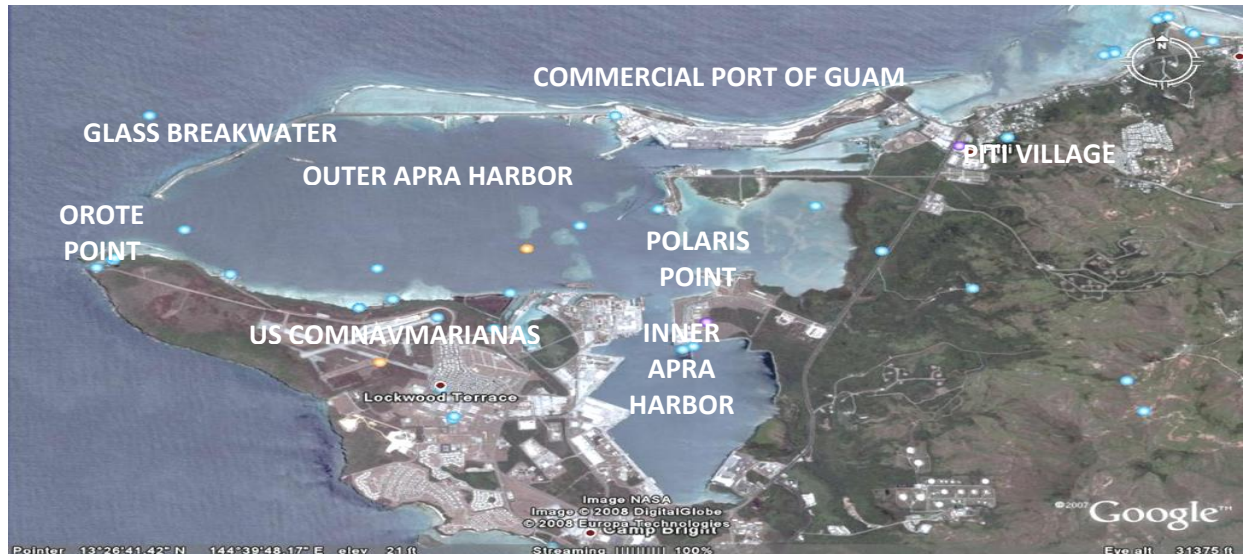 COMMERCIAL PORT OF GUAM
GLASS BREAKWATER
PITI VILLAGE
OUTER APRA HARBOR
OROTE
POINT
POLARIS
POINT
US COMNAVMARIANAS
INNER
APRA
HARBOR
Lockwood Terrace
Image NASA
Image © 2008 DigitalGlobe
© 2008 Europa Technologies
Camp Bright
©2007 Google™
Pointer 13°26'41.42" N 144°39'48.17" E elev 21 ft Streaming ||||||||| 100% Eye alt 31375 ft
N